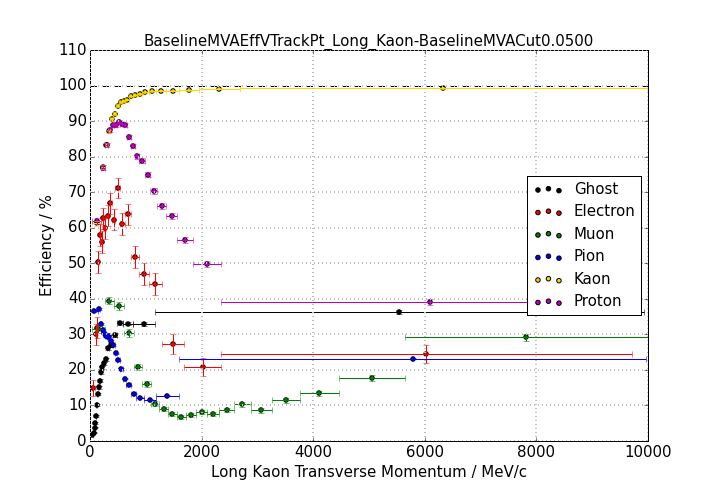 BaselineMVAEffVTrackPt_Long_Kaon-BaselineMVACut0.0500
110
100
90
80
70
60
50
40
30
20
10
0
Efficiency / %
Ghost
Electron
Muon
Pion
Kaon
Proton
0 2000 4000 6000 8000 10000
Long Kaon Transverse Momentum / MeV/c